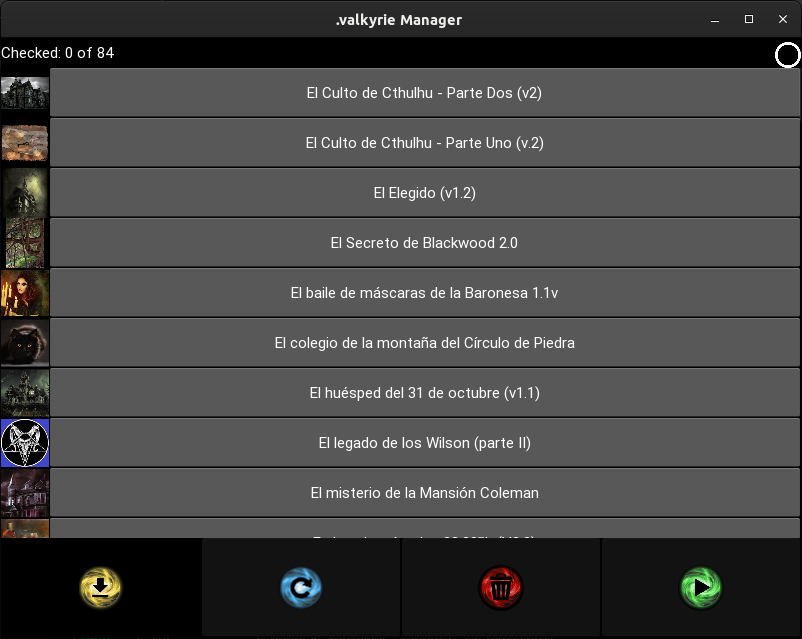 .valkyrie Manager
Checked: 0 of 84
El Culto de Cthulhu - Parte Dos (v2)
El Culto de Cthulhu - Parte Uno (v.2)
El Elegido (v1.2)
El Secreto de Blackwood 2.0
El baile de máscaras de la Baronesa 1.1v
El colegio de la montaña del Círculo de Piedra
El huésped del 31 de octubre (v1.1)
El legado de los Wilson (parte II)
El misterio de la Mansión Coleman